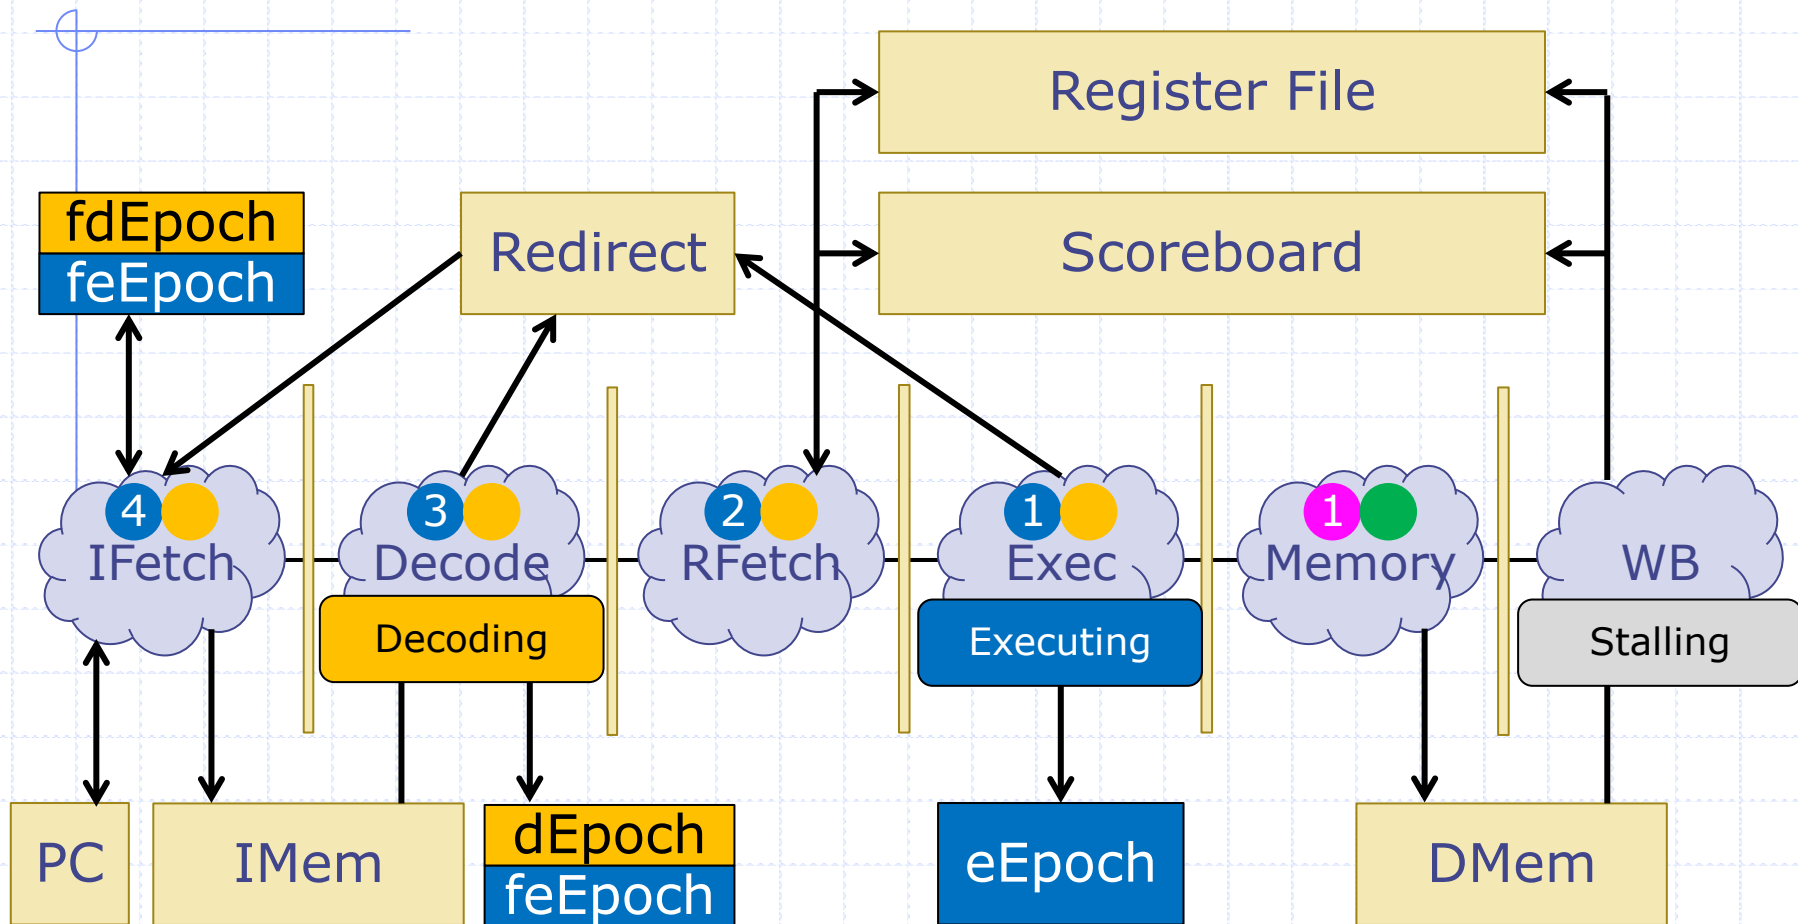 Register File
fdEpoch
feEpoch
Redirect
Scoreboard
4
3
2
1
1
IFetch
Decode
RFetch
Exec
Memory
WB
Decoding
Executing
Stalling
PC
IMem
dEpoch
feEpoch
eEpoch
DMem